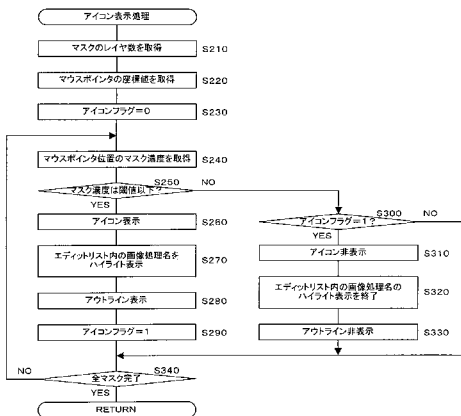 アイコン表示処理
マスクのレイヤ数を取得
S210
マウスポインタの座標値を取得
S220
アイコンフラグ=0
S230
マウスポインタ位置のマスク濃度を取得
S240
マスク濃度は閾値以下?
S250
NO
YES
アイコン表示
S260
エディットリスト内の画像処理名を
ハイライト表示
S270
アウトライン表示
S280
アイコンフラグ=1
S290
アイコンフラグ=1?
S300
NO
YES
アイコン非表示
S310
エディットリスト内の画像処理名の
ハイライト表示を終了
S320
アウトライン非表示
S330
NO
全マスク完了
S340
YES
RETURN